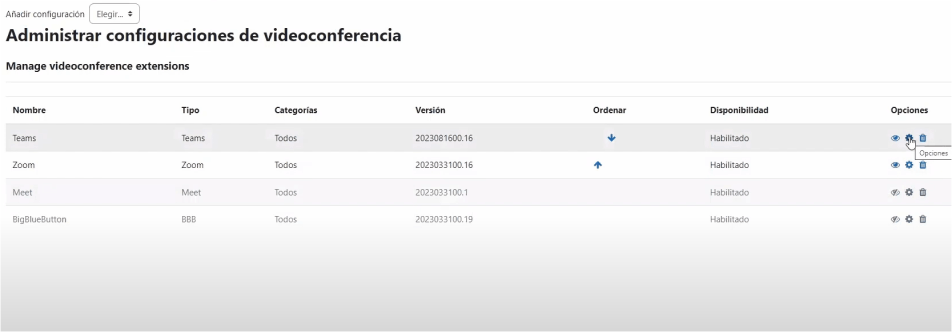 Añadir configuración Elegir...
Administrar configuraciones de videoconferencia
Manage videoconference extensions
Nombre Tipo Categorías Versión Ordenar Disponibilidad Opciones
Teams Teams Todos 2023081600.16 Habilitado
Opciones
Zoom Zoom Todos 2023033100.16 Habilitado
Meet Meet Todos 2023033100.1 Habilitado
BigBlueButton BBB Todos 2023033100.19 Habilitado